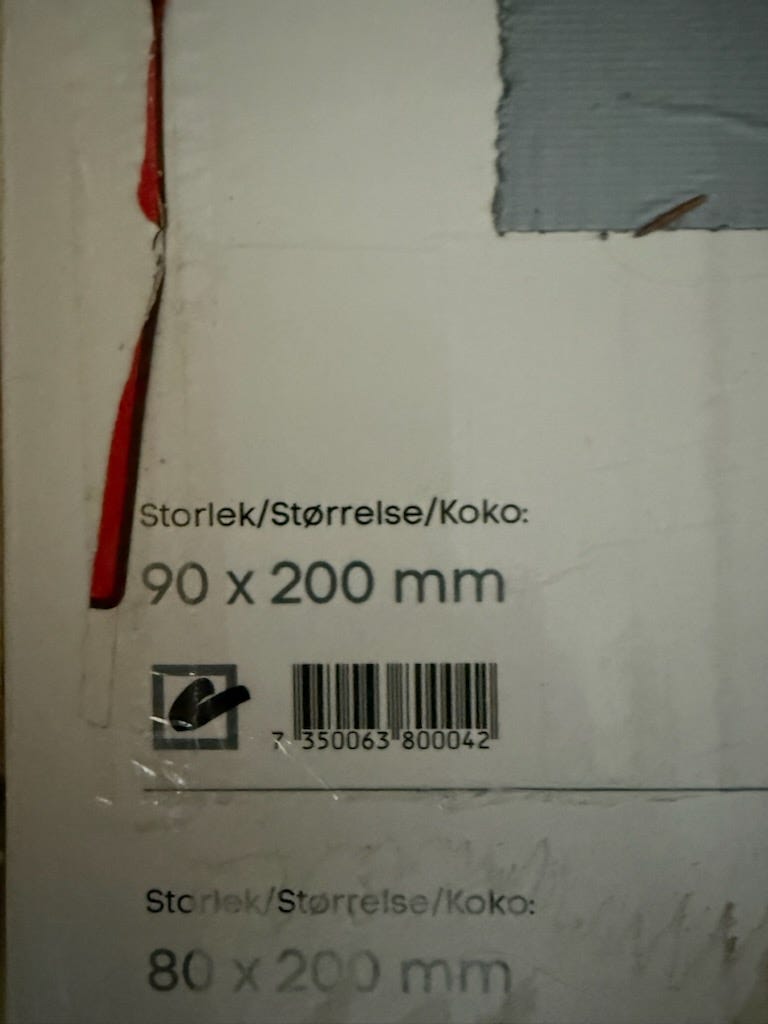 Storlek/Størrelse/Koko:
90 x 200 mm
7 350063 800042
Storlek/Størrelse/Koko:
80 x 200 mm